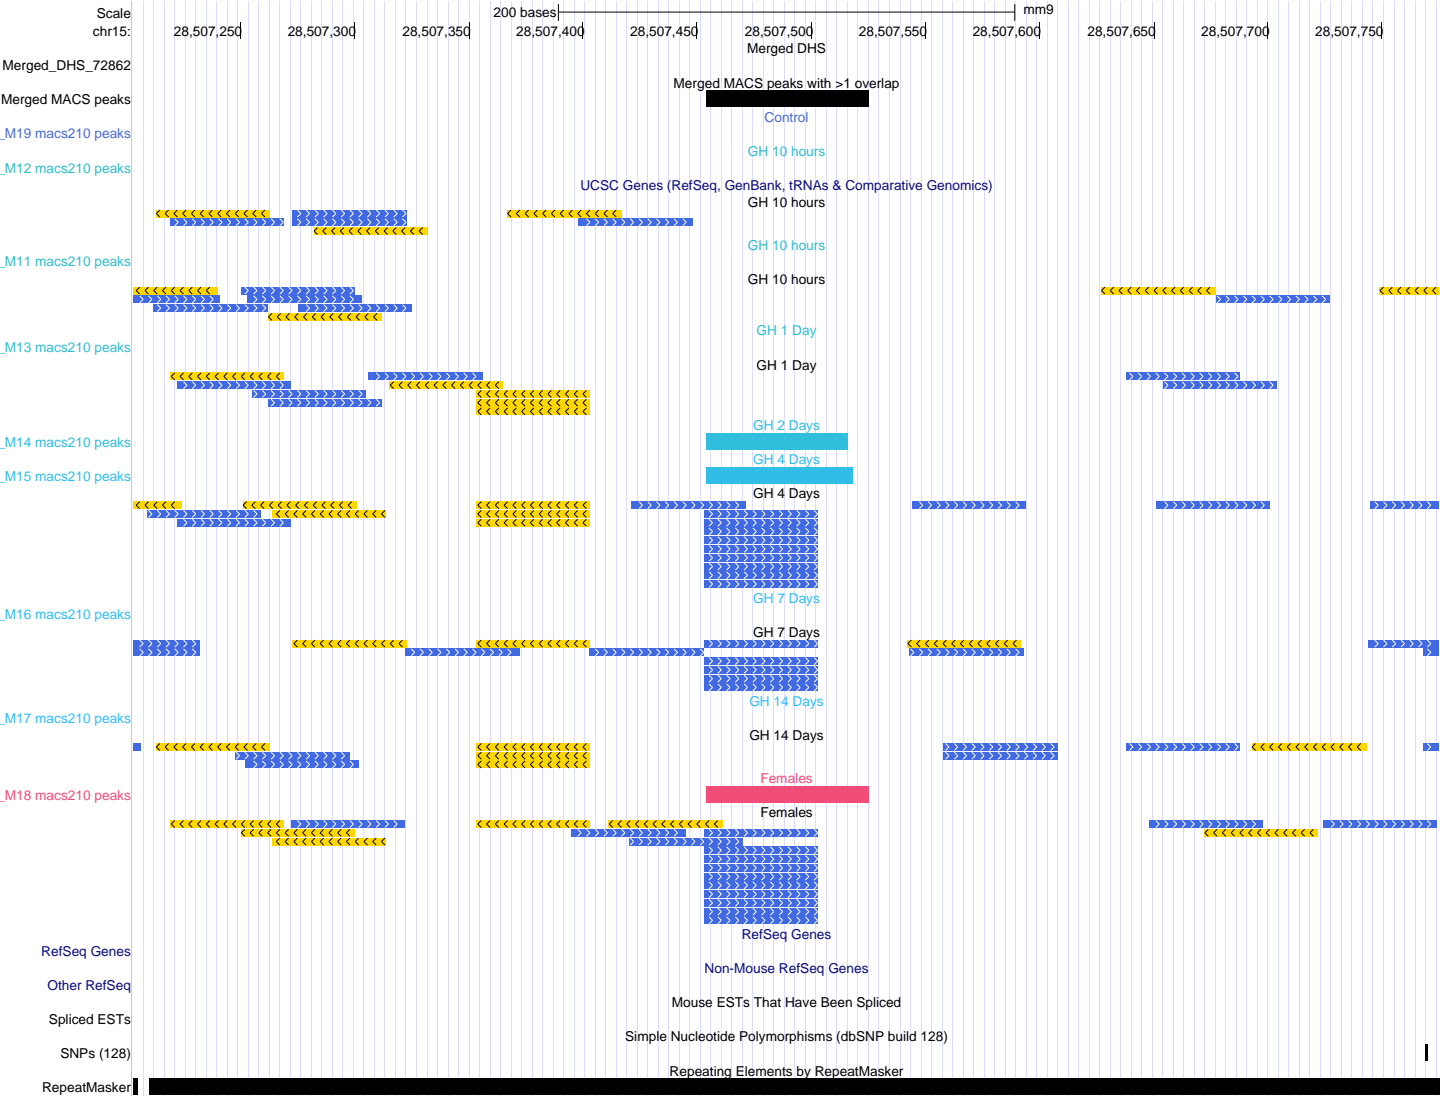 Scale 200 bases mm9
chr15: 28,507,250 28,507,300 28,507,350 28,507,400 28,507,450 28,507,500 28,507,550 28,507,600 28,507,650 28,507,700 28,507,750
Merged DHS
Merged_DHS_72862
Merged MACS peaks with >1 overlap
Merged MACS peaks
Control
_M19 macs210 peaks
GH 10 hours
_M12 macs210 peaks
UCSC Genes (RefSeq, GenBank, tRNAs & Comparative Genomics)
GH 10 hours
GH 10 hours
_M11 macs210 peaks
GH 10 hours
GH 1 Day
_M13 macs210 peaks
GH 1 Day
GH 2 Days
_M14 macs210 peaks
GH 4 Days
_M15 macs210 peaks
GH 4 Days
GH 7 Days
_M16 macs210 peaks
GH 7 Days
GH 14 Days
_M17 macs210 peaks
GH 14 Days
Females
_M18 macs210 peaks
Females
RefSeq Genes
RefSeq Genes
Non-Mouse RefSeq Genes
Other RefSeq
Mouse ESTs That Have Been Spliced
Spliced ESTs
Simple Nucleotide Polymorphisms (dbSNP build 128)
SNPs (128)
Repeating Elements by RepeatMasker
RepeatMasker